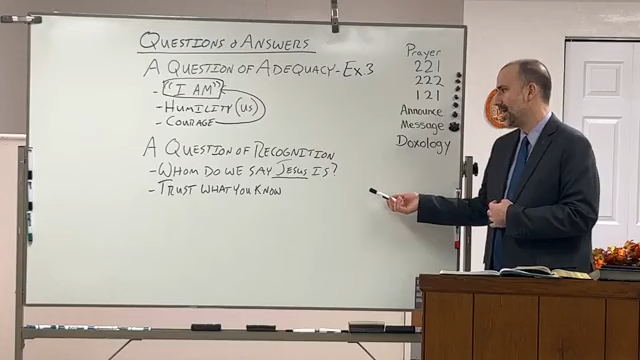 Questions & Answers
A Question of Adequacy - Ex. 3
- "I Am"
- Humility (us)
- Courage
A Question of Recognition
- Whom do we say Jesus is?
- Trust what you know
Prayer
221
222
121
Announce
Message
Doxology